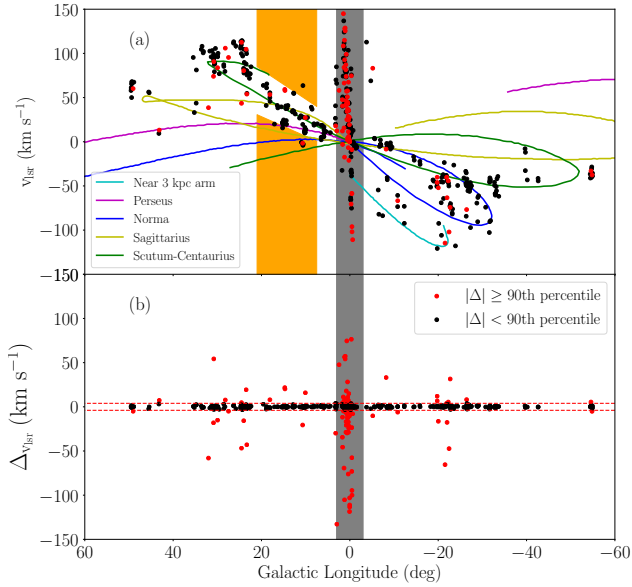 150
100
50
0
−50
−100
−150
v_lsr (km s⁻¹)
(a)
Near 3 kpc arm
Perseus
Norma
Sagittarius
Scutum-Centaurus
150
100
50
0
−50
−100
−150
Δ_v_lsr (km s⁻¹)
(b)
|Δ| ≥ 90th percentile
|Δ| < 90th percentile
60 40 20 0 −20 −40 −60
Galactic Longitude (deg)